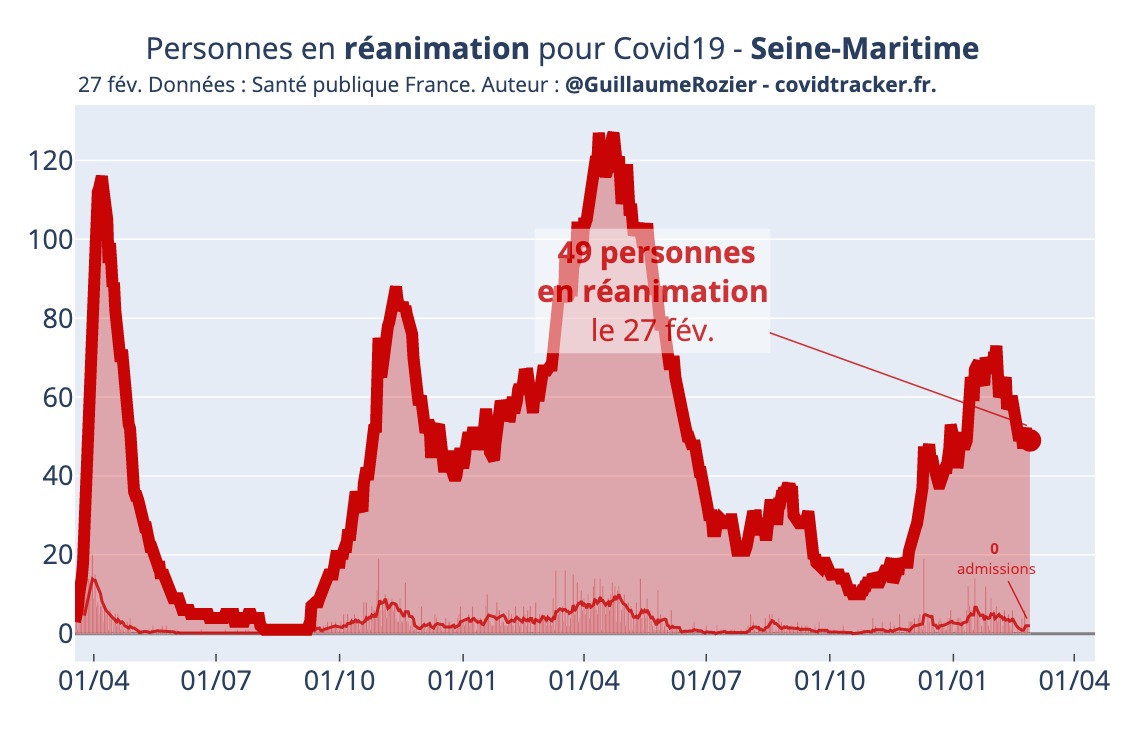 Personnes en réanimation pour Covid19 - Seine-Maritime
27 fév. Données : Santé publique France. Auteur : @GuillaumeRozier - covidtracker.fr.
120
100
80
60
40
20
0
49 personnes
en réanimation
le 27 fév.
0
admissions
01/04 01/07 01/10 01/01 01/04 01/07 01/10 01/01 01/04